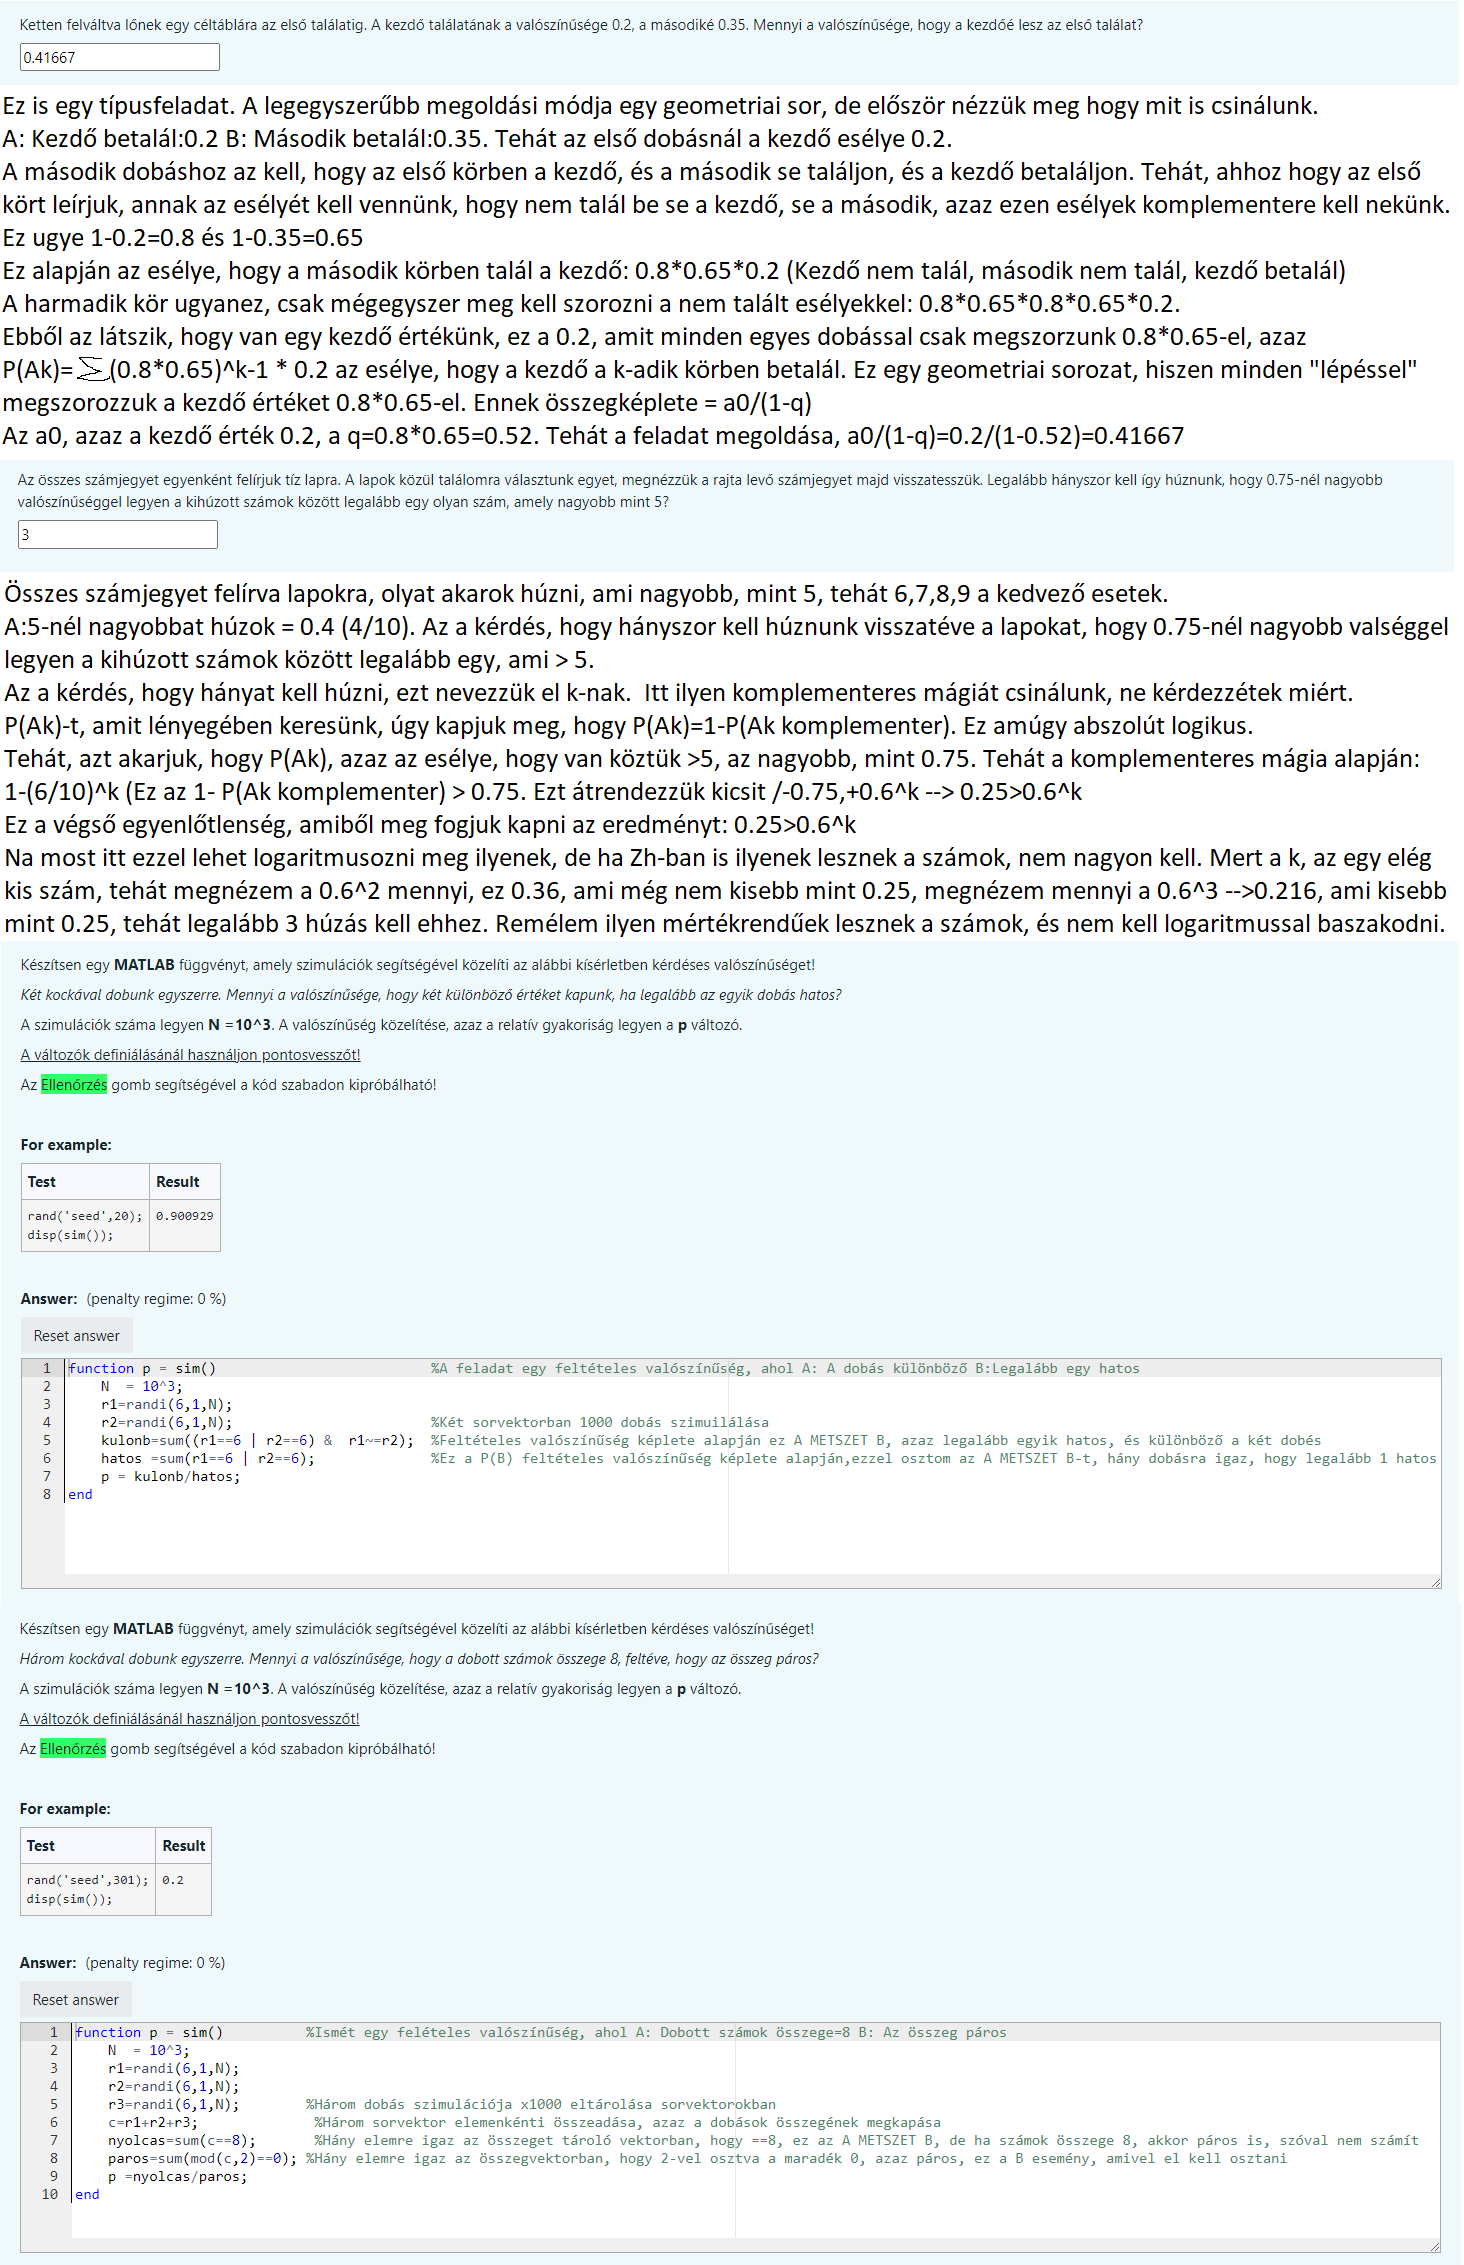 Ketten felváltva lőnek egy céltáblára az első találatig. A kezdő találatának a valószínűsége 0.2, a másodiké 0.35. Mennyi a valószínűsége, hogy a kezdőé lesz az első találat?
0.41667
Ez is egy típusfeladat. A legegyszerűbb megoldási módja egy geometriai sor, de először nézzük meg hogy mit is csinálunk.
A: Kezdő betalál:0.2 B: Második betalál:0.35. Tehát az első dobásnál a kezdő esélye 0.2.
A második dobáshoz az kell, hogy az első körben a kezdő, és a második se találjon, és a kezdő betaláljon. Tehát, ahhoz hogy az első
kört leírjuk, annak az esélyét kell vennünk, hogy nem talál be se a kezdő, se a második, azaz ezen esélyek komplementere kell nekünk.
Ez ugye 1-0.2=0.8 és 1-0.35=0.65
Ez alapján az esélye, hogy a második körben talál a kezdő: 0.8*0.65*0.2 (Kezdő nem talál, második nem talál, kezdő betalál)
A harmadik kör ugyanez, csak mégegyszer meg kell szorozni a nem talált esélyekkel: 0.8*0.65*0.8*0.65*0.2.
Ebből az látszik, hogy van egy kezdő értékünk, ez a 0.2, amit minden egyes dobással csak megszorzunk 0.8*0.65-el, azaz
P(Ak)=∑(0.8*0.65)^k-1 * 0.2 az esélye, hogy a kezdő a k-adik körben betalál. Ez egy geometriai sorozat, hiszen minden "lépéssel"
megszorozzuk a kezdő értéket 0.8*0.65-el. Ennek összegképlete = a0/(1-q)
Az a0, azaz a kezdő érték 0.2, a q=0.8*0.65=0.52. Tehát a feladat megoldása, a0/(1-q)=0.2/(1-0.52)=0.41667
Az összes számjegyet egyenként felírjuk tíz lapra. A lapok közül találomra választunk egyet, megnézzük a rajta levő számjegyet majd visszatesszük. Legalább hányszor kell így húznunk, hogy 0.75-nél nagyobb
valószínűséggel legyen a kihúzott számok között legalább egy olyan szám, amely nagyobb mint 5?
3
Összes számjegyet felírva lapokra, olyat akarok húzni, ami nagyobb, mint 5, tehát 6,7,8,9 a kedvező esetek.
A:5-nél nagyobbat húzok = 0.4 (4/10). Az a kérdés, hogy hányszor kell húznunk visszatéve a lapokat, hogy 0.75-nél nagyobb valséggel
legyen a kihúzott számok között legalább egy, ami > 5.
Az a kérdés, hogy hányat kell húzni, ezt nevezzük el k-nak.  Itt ilyen komplementeres mágiát csinálunk, ne kérdezzétek miért.
P(Ak)-t, amit lényegében keresünk, úgy kapjuk meg, hogy P(Ak)=1-P(Ak komplementer). Ez amúgy abszolút logikus.
Tehát, azt akarjuk, hogy P(Ak), azaz az esélye, hogy van köztük >5, az nagyobb, mint 0.75. Tehát a komplementeres mágia alapján:
1-(6/10)^k (Ez az 1- P(Ak komplementer) > 0.75. Ezt átrendezzük kicsit /-0.75,+0.6^k --> 0.25>0.6^k
Ez a végső egyenlőtlenség, amiből meg fogjuk kapni az eredményt: 0.25>0.6^k
Na most itt ezzel lehet logaritmusozni meg ilyenek, de ha Zh-ban is ilyenek lesznek a számok, nem nagyon kell. Mert a k, az egy elég
kis szám, tehát megnézem a 0.6^2 mennyi, ez 0.36, ami még nem kisebb mint 0.25, megnézem mennyi a 0.6^3 -->0.216, ami kisebb
mint 0.25, tehát legalább 3 húzás kell ehhez. Remélem ilyen mértékrendűek lesznek a számok, és nem kell logaritmussal baszakodni.
Készítsen egy MATLAB függvényt, amely szimulációk segítségével közelíti az alábbi kísérletben kérdéses valószínűséget!
Két kockával dobunk egyszerre. Mennyi a valószínűsége, hogy két különböző értéket kapunk, ha legalább az egyik dobás hatos?
A szimulációk száma legyen N =10^3. A valószínűség közelítése, azaz a relatív gyakoriság legyen a p változó.
A változók definiálásánál használjon pontosvesszőt!
Az Ellenőrzés gomb segítségével a kód szabadon kipróbálható!
For example:
Test Result
rand('seed',20); 0.900929
disp(sim());
Answer: (penalty regime: 0 %)
Reset answer
1 function p = sim() %A feladat egy feltételes valószínűség, ahol A: A dobás különböző B:Legalább egy hatos
2 N  = 10^3;
3 r1=randi(6,1,N);
4 r2=randi(6,1,N); %Két sorvektorban 1000 dobás szimuilálása
5 kulonb=sum((r1==6 | r2==6) &  r1~=r2); %Feltételes valószínűség képlete alapján ez A METSZET B, azaz legalább egyik hatos, és különböző a két dobés
6 hatos =sum(r1==6 | r2==6); %Ez a P(B) feltételes valószínűség képlete alapján,ezzel osztom az A METSZET B-t, hány dobásra igaz, hogy legalább 1 hatos
7 p = kulonb/hatos;
8 end
Készítsen egy MATLAB függvényt, amely szimulációk segítségével közelíti az alábbi kísérletben kérdéses valószínűséget!
Három kockával dobunk egyszerre. Mennyi a valószínűsége, hogy a dobott számok összege 8, feltéve, hogy az összeg páros?
A szimulációk száma legyen N =10^3. A valószínűség közelítése, azaz a relatív gyakoriság legyen a p változó.
A változók definiálásánál használjon pontosvesszőt!
Az Ellenőrzés gomb segítségével a kód szabadon kipróbálható!
For example:
Test Result
rand('seed',301); 0.2
disp(sim());
Answer: (penalty regime: 0 %)
Reset answer
1 function p = sim() %Ismét egy felételes valószínűség, ahol A: Dobott számok összege=8 B: Az összeg páros
2 N  = 10^3;
3 r1=randi(6,1,N);
4 r2=randi(6,1,N);
5 r3=randi(6,1,N); %Három dobás szimulációja x1000 eltárolása sorvektorokban
6 c=r1+r2+r3; %Három sorvektor elemenkénti összeadása, azaz a dobások összegének megkapása
7 nyolcas=sum(c==8); %Hány elemre igaz az összeget tároló vektorban, hogy ==8, ez az A METSZET B, de ha számok összege 8, akkor páros is, szóval nem számít
8 paros=sum(mod(c,2)==0); %Hány elemre igaz az összegvektorban, hogy 2-vel osztva a maradék 0, azaz páros, ez a B esemény, amivel el kell osztani
9 p =nyolcas/paros;
10 end